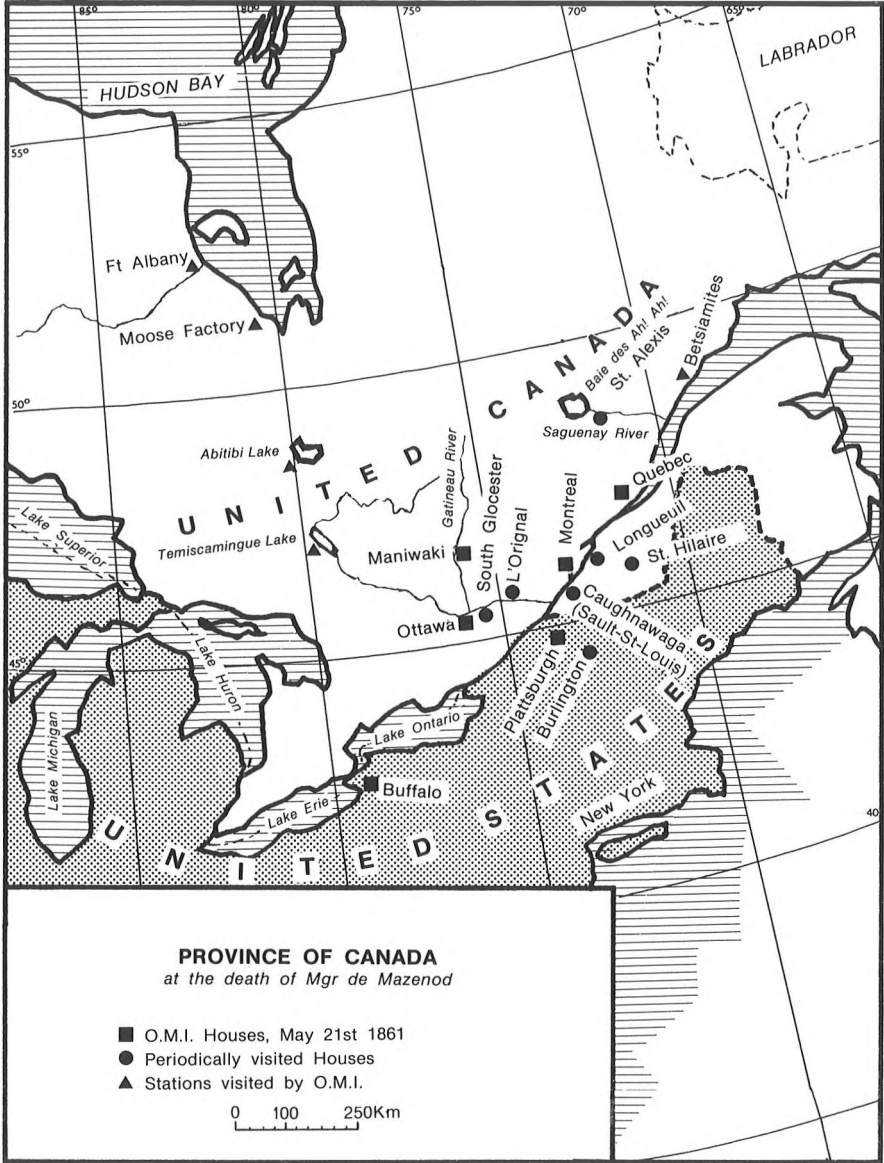 85°
80°
75°
70°
65°
LABRADOR
HUDSON BAY
55°
Ft Albany
Moose Factory
UNITED CANADA
Baie des Ah! Ah!
St. Alexis
Betsiamites
50°
Saguenay River
Abitibi Lake
Gatineau River
South Glocester
L'Orignal
Montreal
Quebec
Longueuil
St. Hilaire
Lake Superior
Temiscamingue Lake
Maniwaki
Caughnawaga
(Sault-St-Louis)
Ottawa
Plattsburgh
Burlington
45°
Lake Huron
Lake Michigan
Lake Ontario
Lake Erie
Buffalo
New York
40
UNITED STATES
PROVINCE OF CANADA
at the death of Mgr de Mazenod
O.M.I. Houses, May 21st 1861
Periodically visited Houses
Stations visited by O.M.I.
0 100 250Km